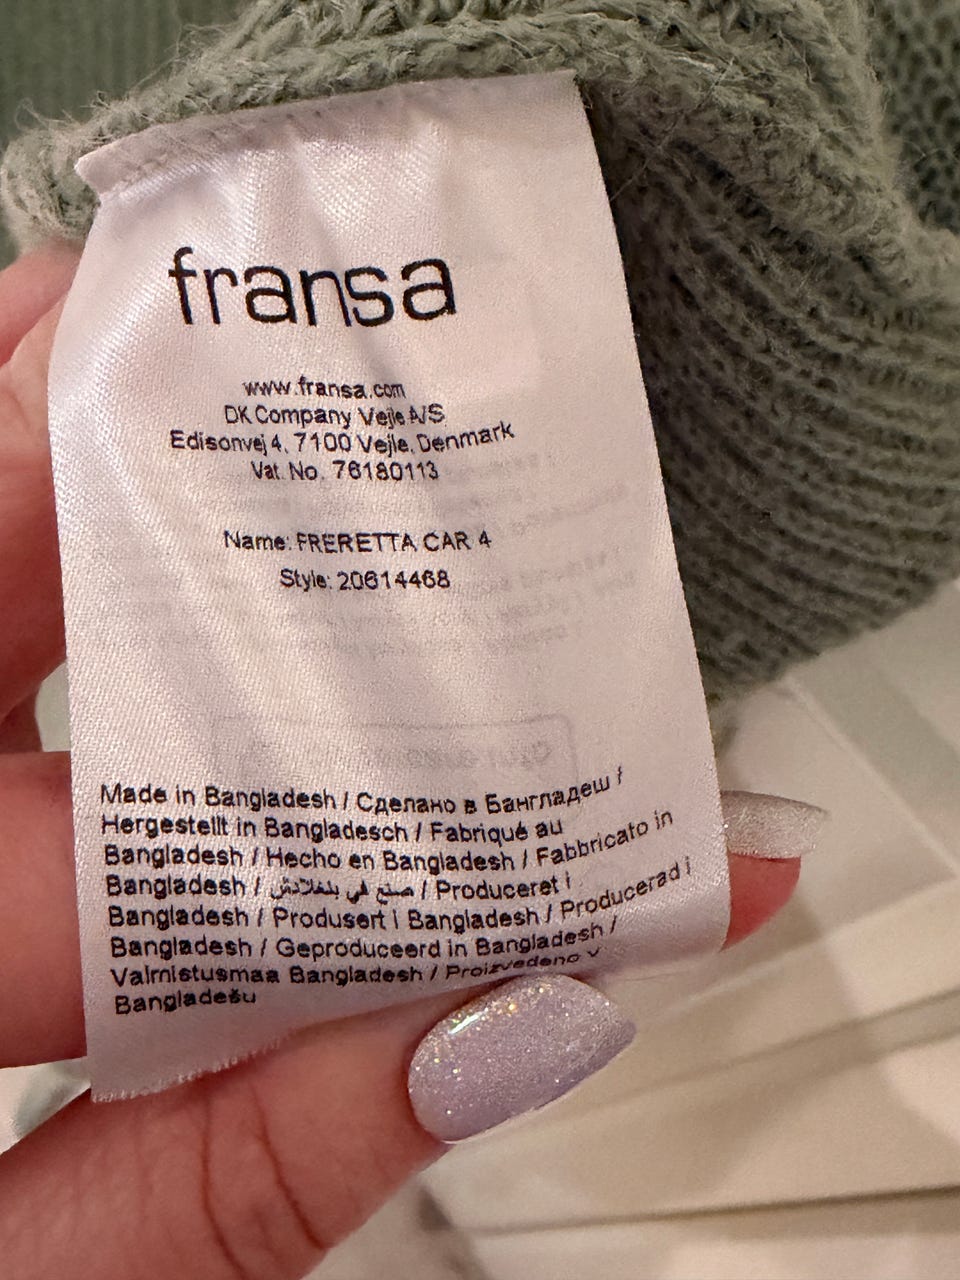 fransa
www.fransa.com
DK Company Vejle A/S
Edisonvej 4, 7100 Vejle, Denmark
Vat. No. 76180113
Name: FRERETTA CAR 4
Style: 20614468
Made in Bangladesh / Сделано в Бангладеш /
Hergestellt in Bangladesch / Fabriqué au
Bangladesh / Hecho en Bangladesh / Fabbricato in
Bangladesh / صنع في بنغلادش / Produceret i
Bangladesh / Produsert i Bangladesh / Producerad i
Bangladesh / Geproduceerd in Bangladesh /
Valmistusmaa Bangladesh / Proizvedeno v
Bangladešu